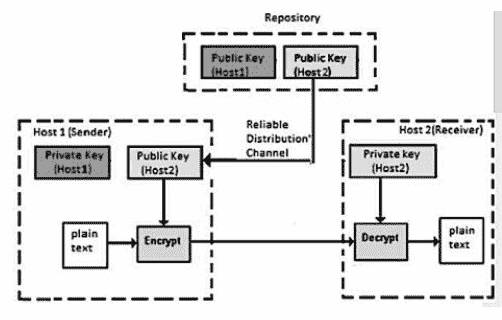 Repository
Public Key
(Host1)
Public Key
(Host2)
Reliable
Distribution'
Channel
Host 1 (Sender)
Private Key
(Host1)
Public Key
(Host2)
plain
text
Encrypt
Host 2(Receiver)
Private key
(Host2)
Decrypt
plain
text